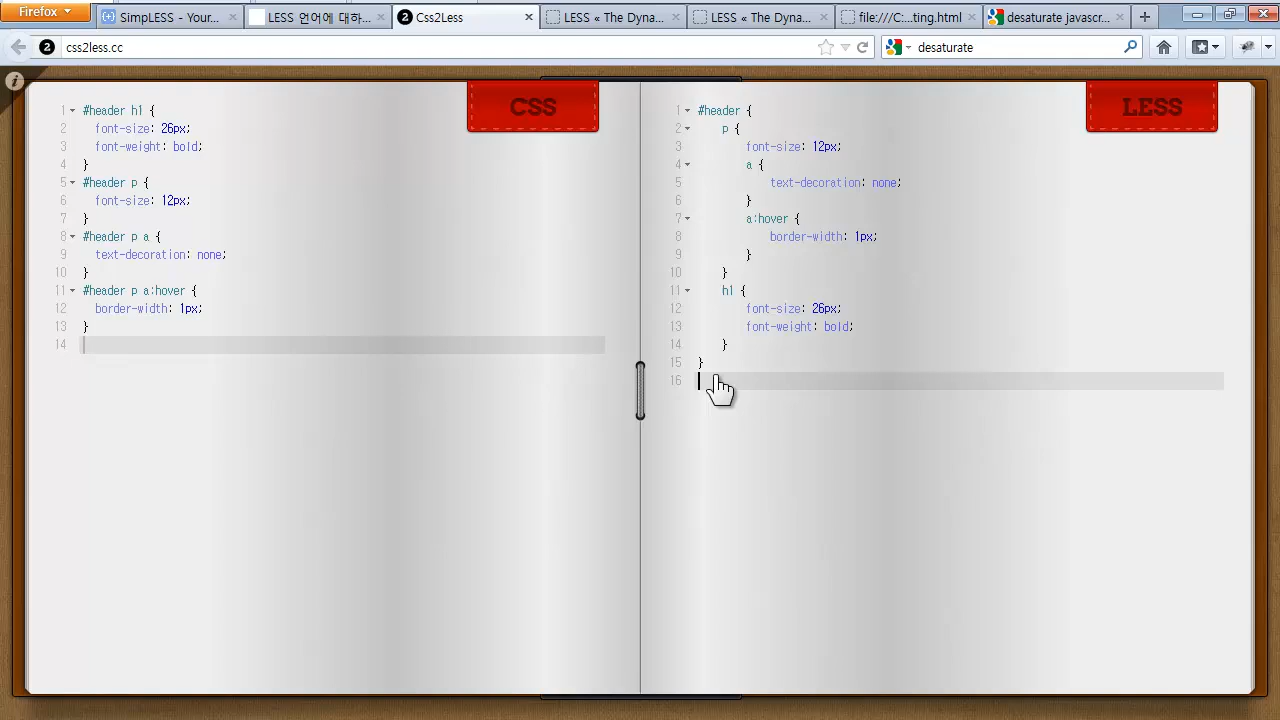 Firefox
SimpLESS - Your...
LESS 언어에 대하...
Css2Less
LESS « The Dyna...
LESS « The Dyna...
file:///C:...ting.html
desaturate javascr...
css2less.cc
desaturate
CSS
1 #header h1 {
2 font-size: 26px;
3 font-weight: bold;
4 }
5 #header p {
6 font-size: 12px;
7 }
8 #header p a {
9 text-decoration: none;
10 }
11 #header p a:hover {
12 border-width: 1px;
13 }
14
LESS
1 #header {
2 p {
3 font-size: 12px;
4 a {
5 text-decoration: none;
6 }
7 a:hover {
8 border-width: 1px;
9 }
10 }
11 h1 {
12 font-size: 26px;
13 font-weight: bold;
14 }
15 }
16